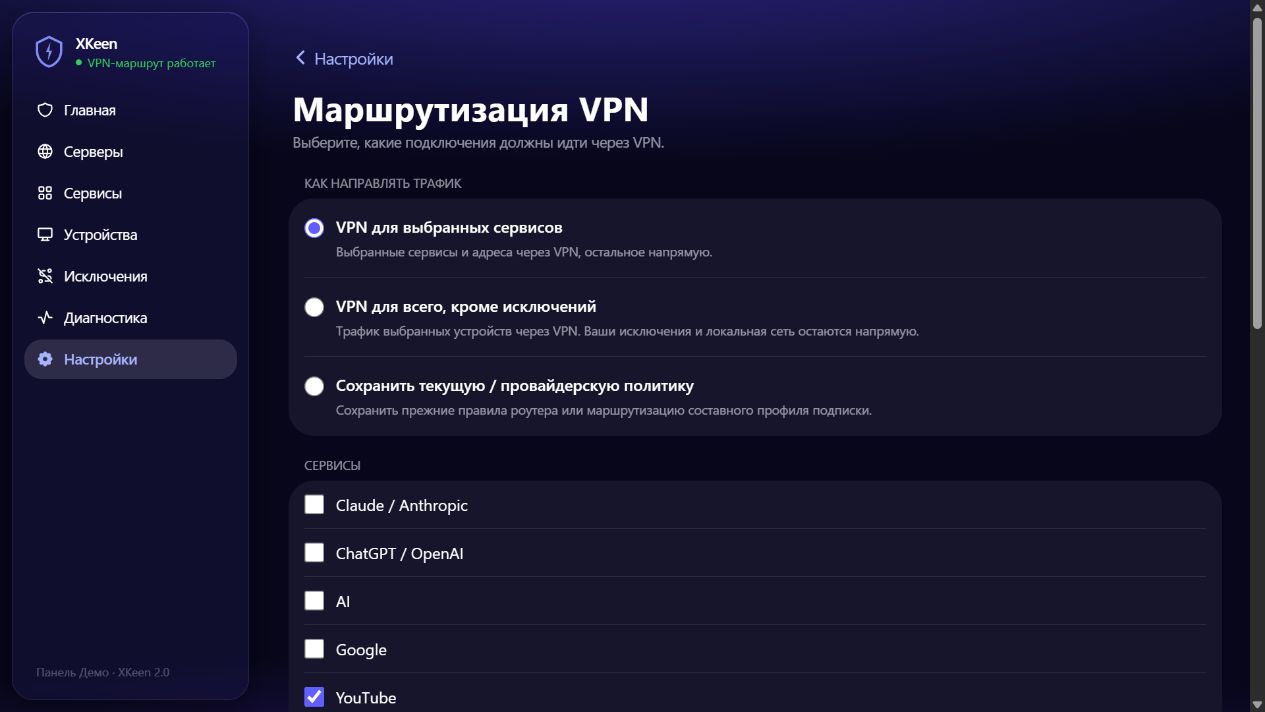 XKeen
VPN-маршрут работает
Главная
Серверы
Сервисы
Устройства
Исключения
Диагностика
Настройки
Панель Демо · XKeen 2.0
Настройки
Маршрутизация VPN
Выберите, какие подключения должны идти через VPN.
КАК НАПРАВЛЯТЬ ТРАФИК
VPN для выбранных сервисов
Выбранные сервисы и адреса через VPN, остальное напрямую.
VPN для всего, кроме исключений
Трафик выбранных устройств через VPN. Ваши исключения и локальная сеть остаются напрямую.
Сохранить текущую / провайдерскую политику
Сохранить прежние правила роутера или маршрутизацию составного профиля подписки.
СЕРВИСЫ
Claude / Anthropic
ChatGPT / OpenAI
AI
Google
YouTube